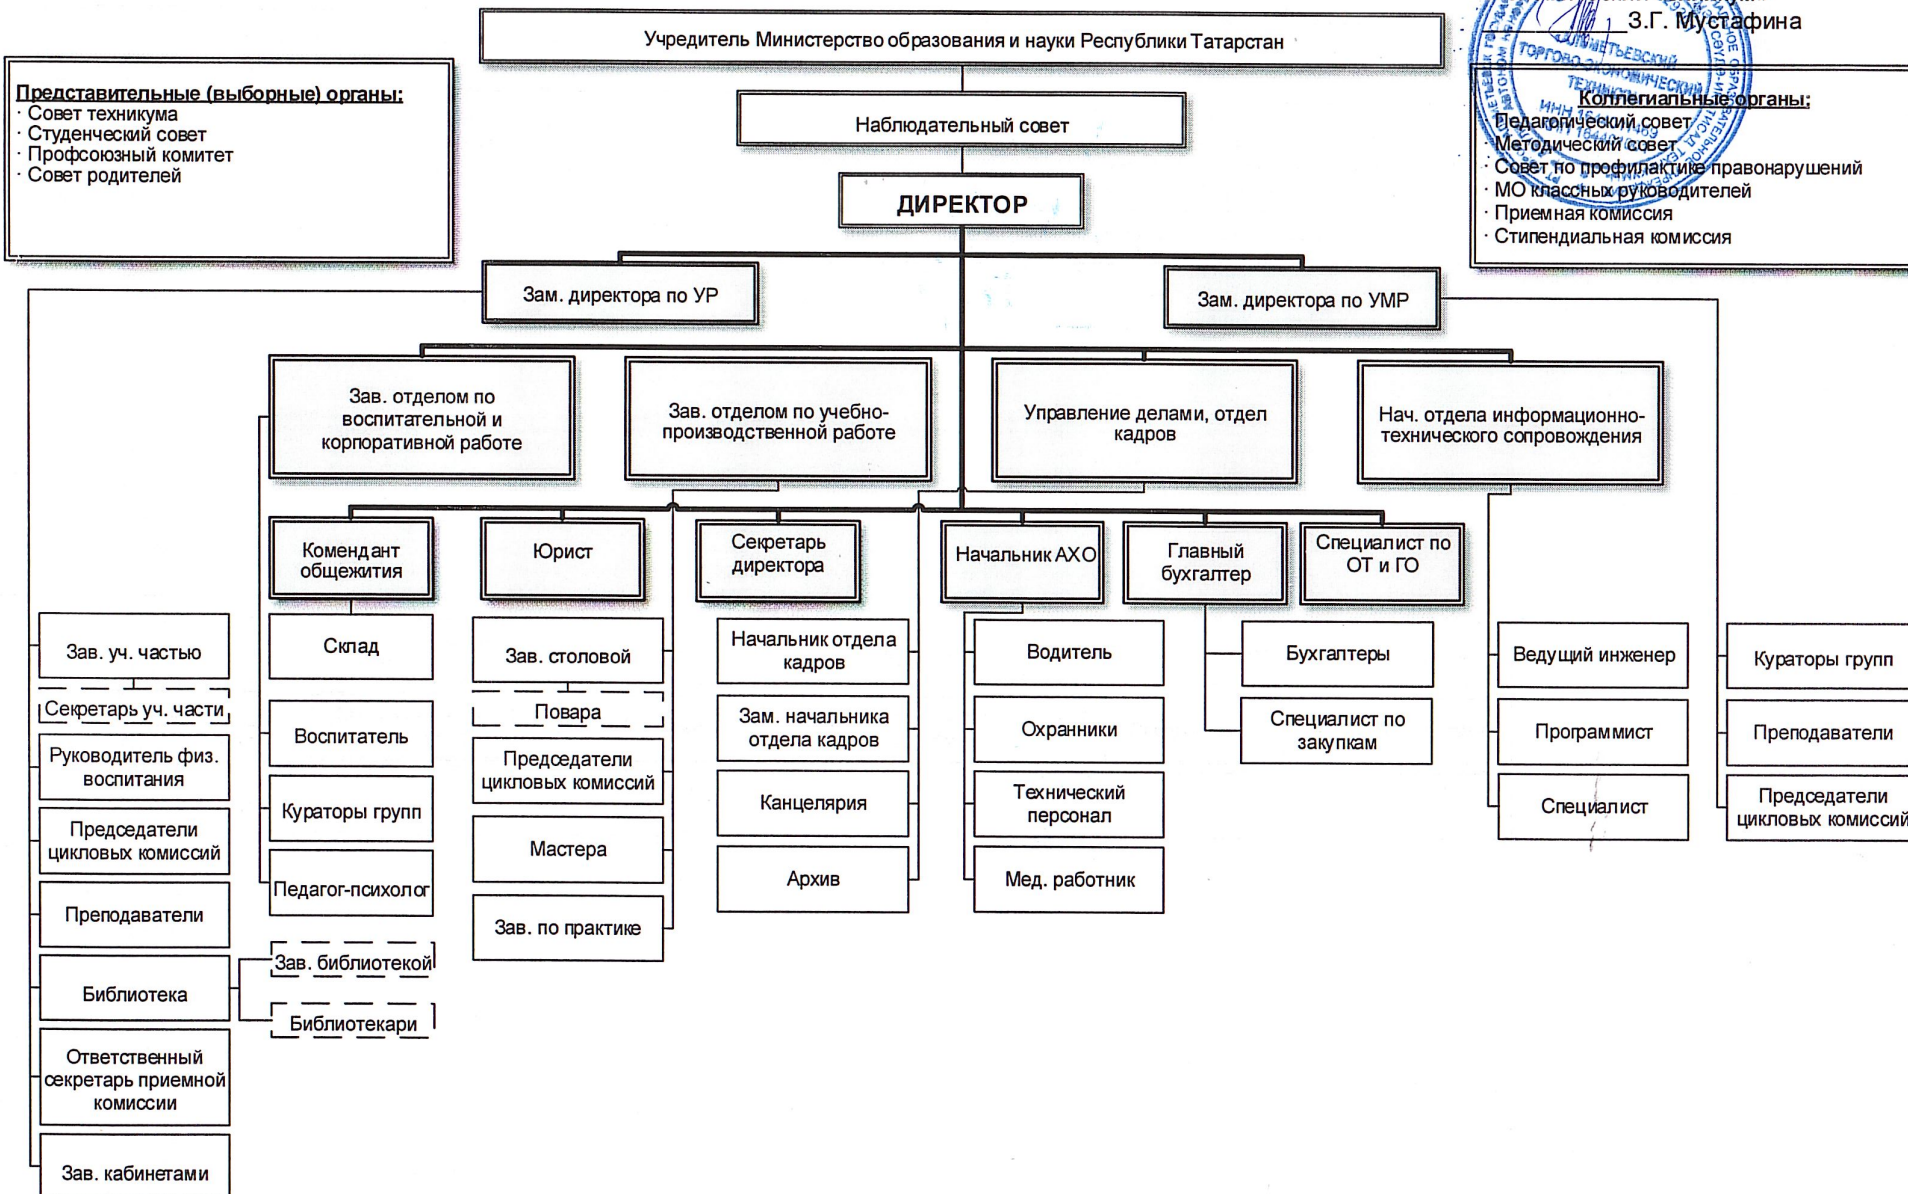 З.Г. Мустафина
Учредитель Министерство образования и науки Республики Татарстан
Представительные (выборные) органы:
· Совет техникума
· Студенческий совет
· Профсоюзный комитет
· Совет родителей
Наблюдательный совет
АЛЬМЕТЬЕВСКИЙ
ТОРГОВО-ЭКОНОМИЧЕСКИЙ
ТЕХНИКУМ
ИНН
Коллегиальные органы:
· Педагогический совет
· Методический совет
· Совет по профилактике правонарушений
· МО классных руководителей
· Приемная комиссия
· Стипендиальная комиссия
ДИРЕКТОР
Зам. директора по УР
Зам. директора по УМР
Зав. отделом по
воспитательной и
корпоративной работе
Зав. отделом по учебно-
производственной работе
Управление делами, отдел
кадров
Нач. отдела информационно-
технического сопровождения
Комендант
общежития
Юрист
Секретарь
директора
Начальник АХО
Главный
бухгалтер
Специалист по
ОТ и ГО
Зав. уч. частью
Секретарь уч. части
Руководитель физ.
воспитания
Председатели
цикловых комиссий
Преподаватели
Библиотека
Ответственный
секретарь приемной
комиссии
Зав. кабинетами
Склад
Воспитатель
Кураторы групп
Педагог-психолог
Зав. библиотекой
Библиотекари
Зав. столовой
Повара
Председатели
цикловых комиссий
Мастера
Зав. по практике
Начальник отдела
кадров
Зам. начальника
отдела кадров
Канцелярия
Архив
Водитель
Охранники
Технический
персонал
Мед. работник
Бухгалтеры
Специалист по
закупкам
Ведущий инженер
Программист
Специалист
Кураторы групп
Преподаватели
Председатели
цикловых комиссий